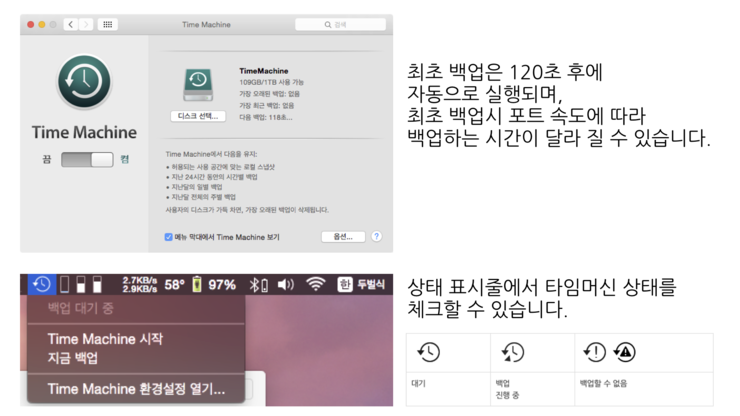 Time Machine
검색
TimeMachine
109GB/1TB 사용 가능
가장 오래된 백업: 없음
가장 최근 백업: 없음
다음 백업: 118초...
디스크 선택...
Time Machine
끔 켬
Time Machine에서 다음을 유지:
• 허용되는 사용 공간에 맞는 로컬 스냅샷
• 지난 24시간 동안의 시간별 백업
• 지난달의 일별 백업
• 지난달 전체의 주별 백업
사용자의 디스크가 가득 차면, 가장 오래된 백업이 삭제됩니다.
메뉴 막대에서 Time Machine 보기
옵션...
?
최초 백업은 120초 후에
자동으로 실행되며,
최초 백업시 포트 속도에 따라
백업하는 시간이 달라 질 수 있습니다.
2.7KB/s
2.9KB/s
58° 97% 한 두벌식
백업 대기 중
Time Machine 시작
지금 백업
Time Machine 환경설정 열기...
상태 표시줄에서 타임머신 상태를
체크할 수 있습니다.
대기
백업
진행 중
백업할 수 없음